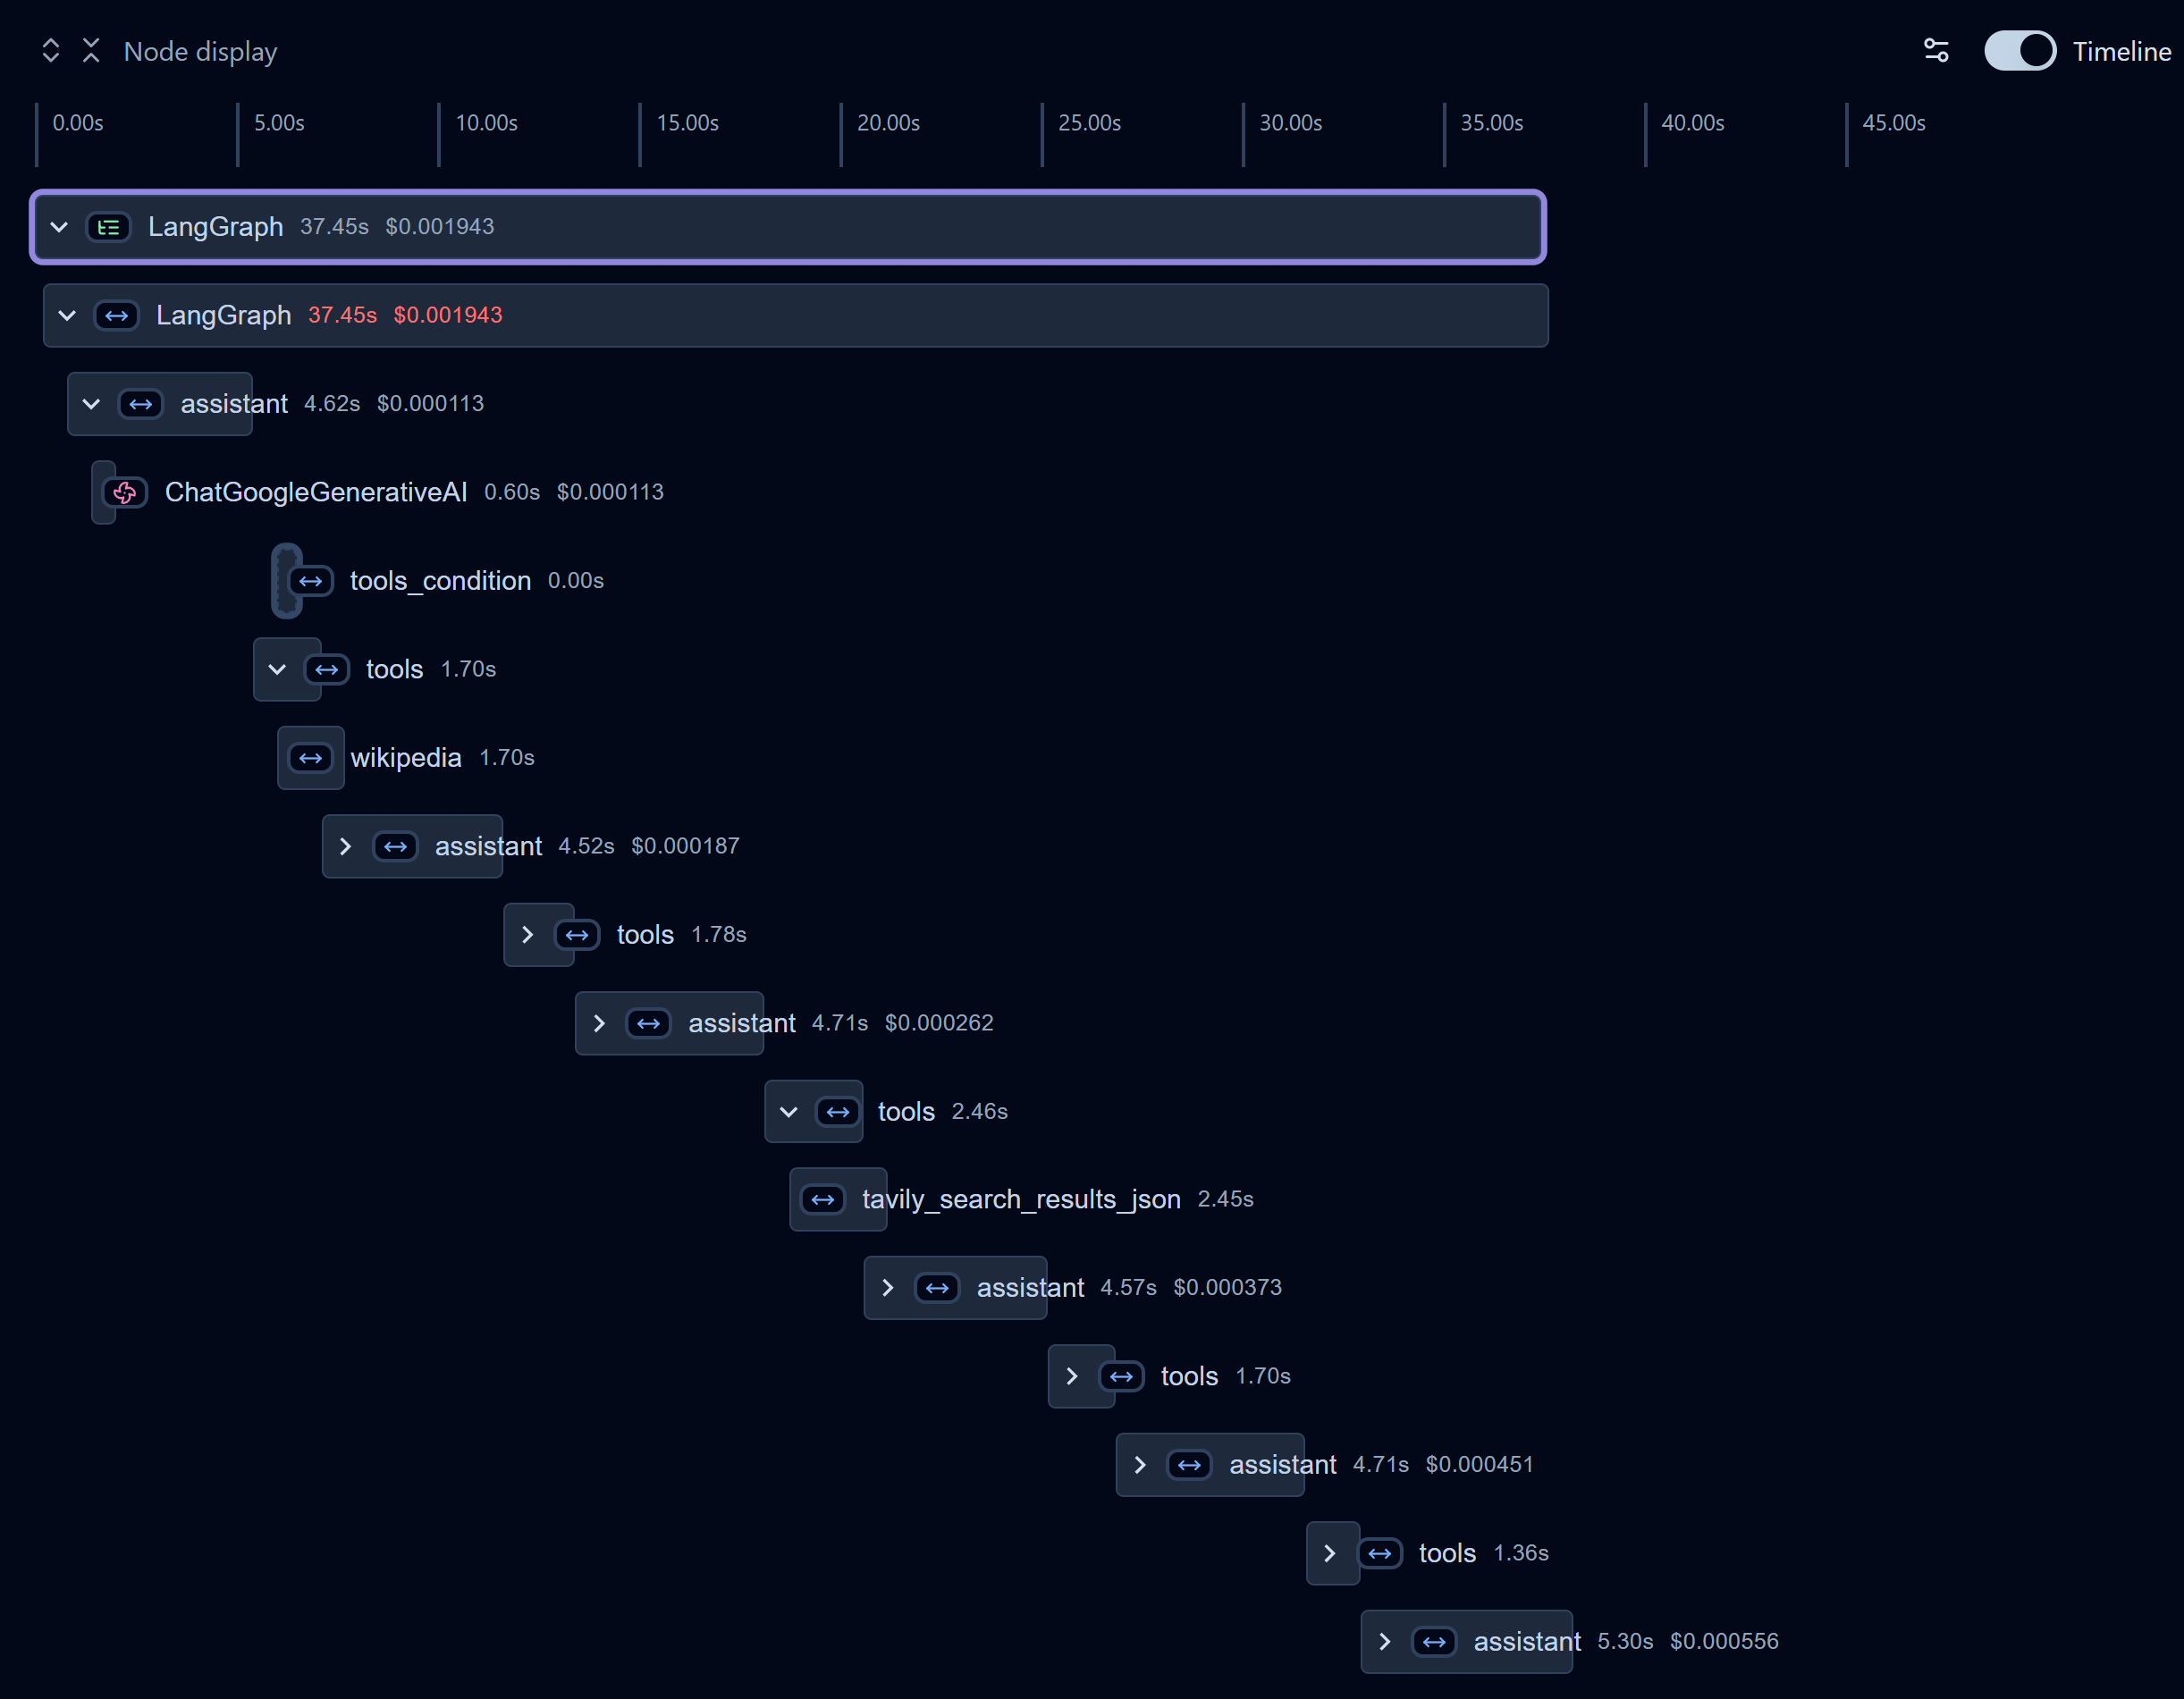 Node display Timeline
0.00s 5.00s 10.00s 15.00s 20.00s 25.00s 30.00s 35.00s 40.00s 45.00s
LangGraph 37.45s $0.001943
LangGraph 37.45s $0.001943
assistant 4.62s $0.000113
ChatGoogleGenerativeAI 0.60s $0.000113
tools_condition 0.00s
tools 1.70s
wikipedia 1.70s
assistant 4.52s $0.000187
tools 1.78s
assistant 4.71s $0.000262
tools 2.46s
tavily_search_results_json 2.45s
assistant 4.57s $0.000373
tools 1.70s
assistant 4.71s $0.000451
tools 1.36s
assistant 5.30s $0.000556